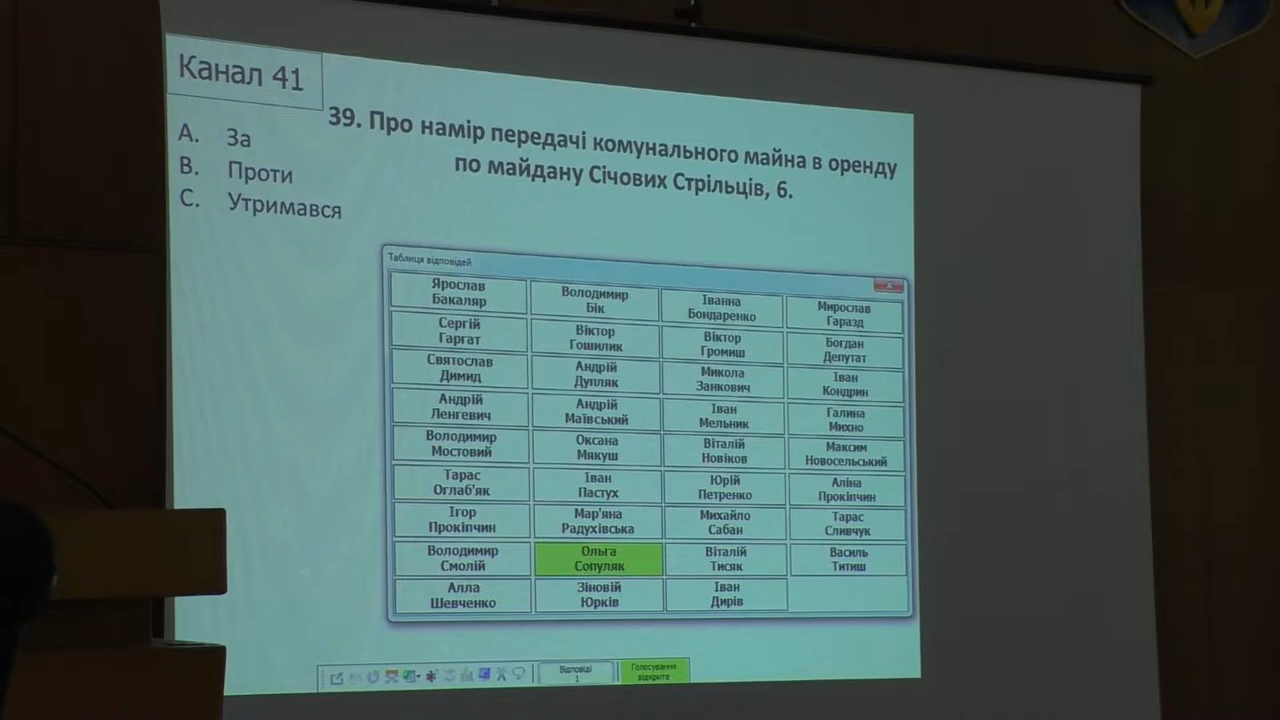 Канал 41
39. Про намір передачі комунального майна в оренду
по майдану Січових Стрільців, 6.
A. За
B. Проти
C. Утримався
Таблиця відповідей
Ярослав Бакаляр
Володимир Бік
Іванна Бондаренко
Мирослав Гаразд
Сергій Гаргат
Віктор Гошилик
Віктор Громиш
Богдан Депутат
Святослав Димид
Андрій Дупляк
Микола Занкович
Іван Кондрин
Андрій Ленгевич
Андрій Маївський
Іван Мельник
Галина Михно
Володимир Мостовий
Оксана Мякуш
Віталій Новіков
Максим Новосельський
Тарас Оглаб'як
Іван Пастух
Юрій Петренко
Аліна Прокіпчин
Ігор Прокіпчин
Мар'яна Радухівська
Михайло Сабан
Тарас Сливчук
Володимир Смолій
Ольга Сопуляк
Віталій Тисяк
Василь Титиш
Алла Шевченко
Зіновій Юрків
Іван Дирів
Відповіді
1
Голосування
відкрите